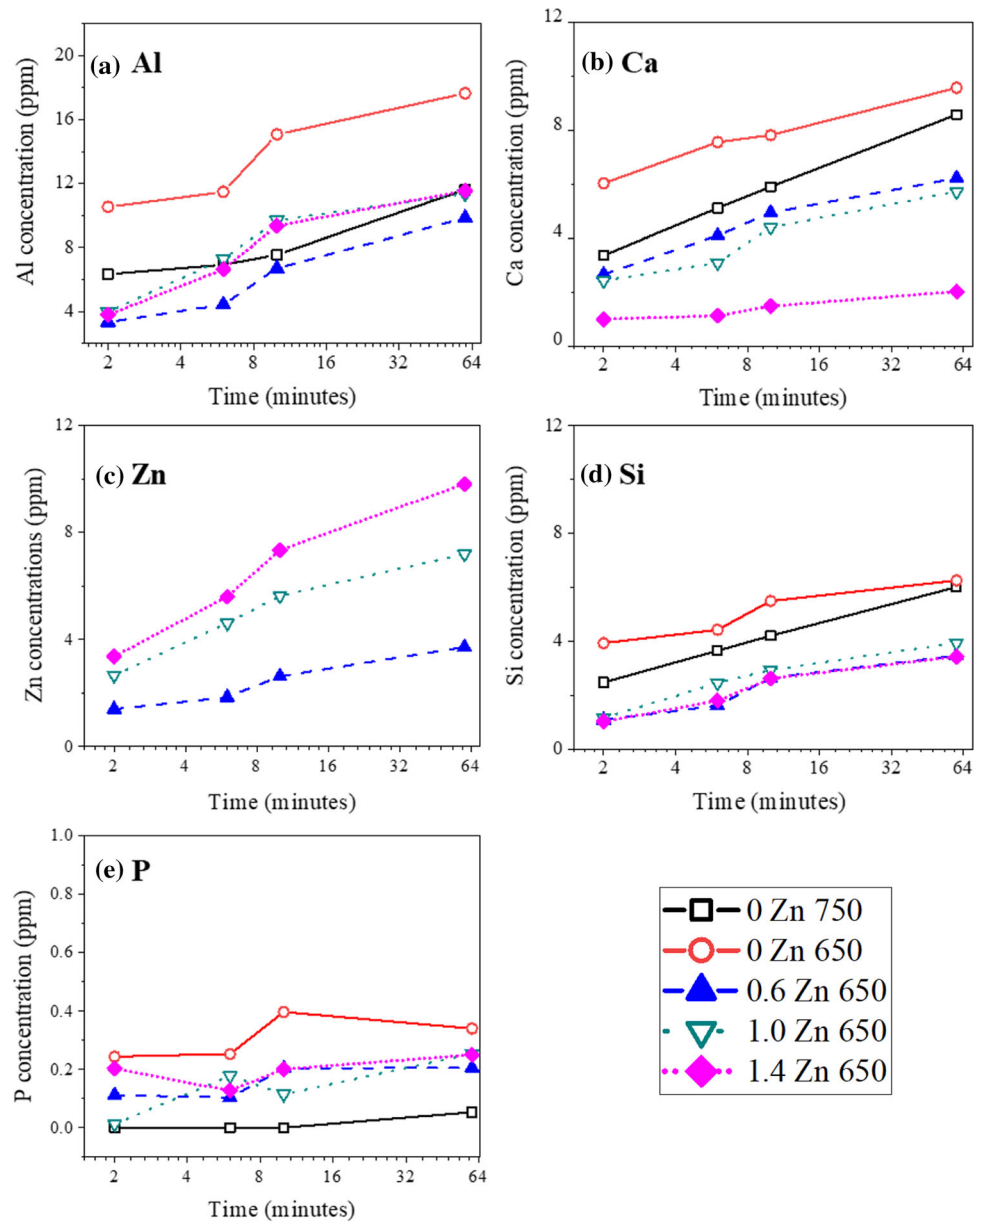 (a) Al
Al concentration (ppm)
20
16
12
8
4
2 4 8 16 32 64
Time (minutes)
(b) Ca
Ca concentration (ppm)
12
8
4
0
2 4 8 16 32 64
Time (minutes)
(c) Zn
Zn concentrations (ppm)
12
8
4
0
2 4 8 16 32 64
Time (minutes)
(d) Si
Si concentration (ppm)
12
8
4
0
2 4 8 16 32 64
Time (minutes)
(e) P
P concentration (ppm)
1.0
0.8
0.6
0.4
0.2
0.0
2 4 8 16 32 64
Time (minutes)
0 Zn 750
0 Zn 650
0.6 Zn 650
1.0 Zn 650
1.4 Zn 650